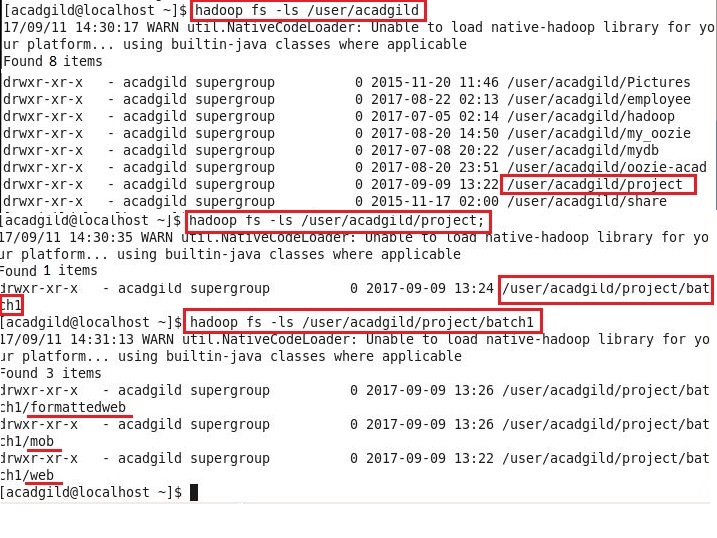 [acadgild@localhost ~]$ hadoop fs -ls /user/acadgild
17/09/11 14:30:17 WARN util.NativeCodeLoader: Unable to load native-hadoop library for yo
ur platform... using builtin-java classes where applicable
Found 8 items
drwxr-xr-x   - acadgild supergroup          0 2015-11-20 11:46 /user/acadgild/Pictures
drwxr-xr-x   - acadgild supergroup          0 2017-08-22 02:13 /user/acadgild/employee
drwxr-xr-x   - acadgild supergroup          0 2017-07-05 02:14 /user/acadgild/hadoop
drwxr-xr-x   - acadgild supergroup          0 2017-08-20 14:50 /user/acadgild/my_oozie
drwxr-xr-x   - acadgild supergroup          0 2017-07-08 20:22 /user/acadgild/mydb
drwxr-xr-x   - acadgild supergroup          0 2017-08-20 23:51 /user/acadgild/oozie-acad
drwxr-xr-x   - acadgild supergroup          0 2017-09-09 13:22 /user/acadgild/project
drwxr-xr-x   - acadgild supergroup          0 2015-11-17 02:00 /user/acadgild/share
[acadgild@localhost ~]$ hadoop fs -ls /user/acadgild/project;
17/09/11 14:30:35 WARN util.NativeCodeLoader: Unable to load native-hadoop library for yo
ur platform... using builtin-java classes where applicable
Found 1 items
drwxr-xr-x   - acadgild supergroup          0 2017-09-09 13:24 /user/acadgild/project/bat
ch1
[acadgild@localhost ~]$ hadoop fs -ls /user/acadgild/project/batch1
17/09/11 14:31:13 WARN util.NativeCodeLoader: Unable to load native-hadoop library for yo
ur platform... using builtin-java classes where applicable
Found 3 items
drwxr-xr-x   - acadgild supergroup          0 2017-09-09 13:26 /user/acadgild/project/bat
ch1/formattedweb
drwxr-xr-x   - acadgild supergroup          0 2017-09-09 13:26 /user/acadgild/project/bat
ch1/mob
drwxr-xr-x   - acadgild supergroup          0 2017-09-09 13:22 /user/acadgild/project/bat
ch1/web
[acadgild@localhost ~]$